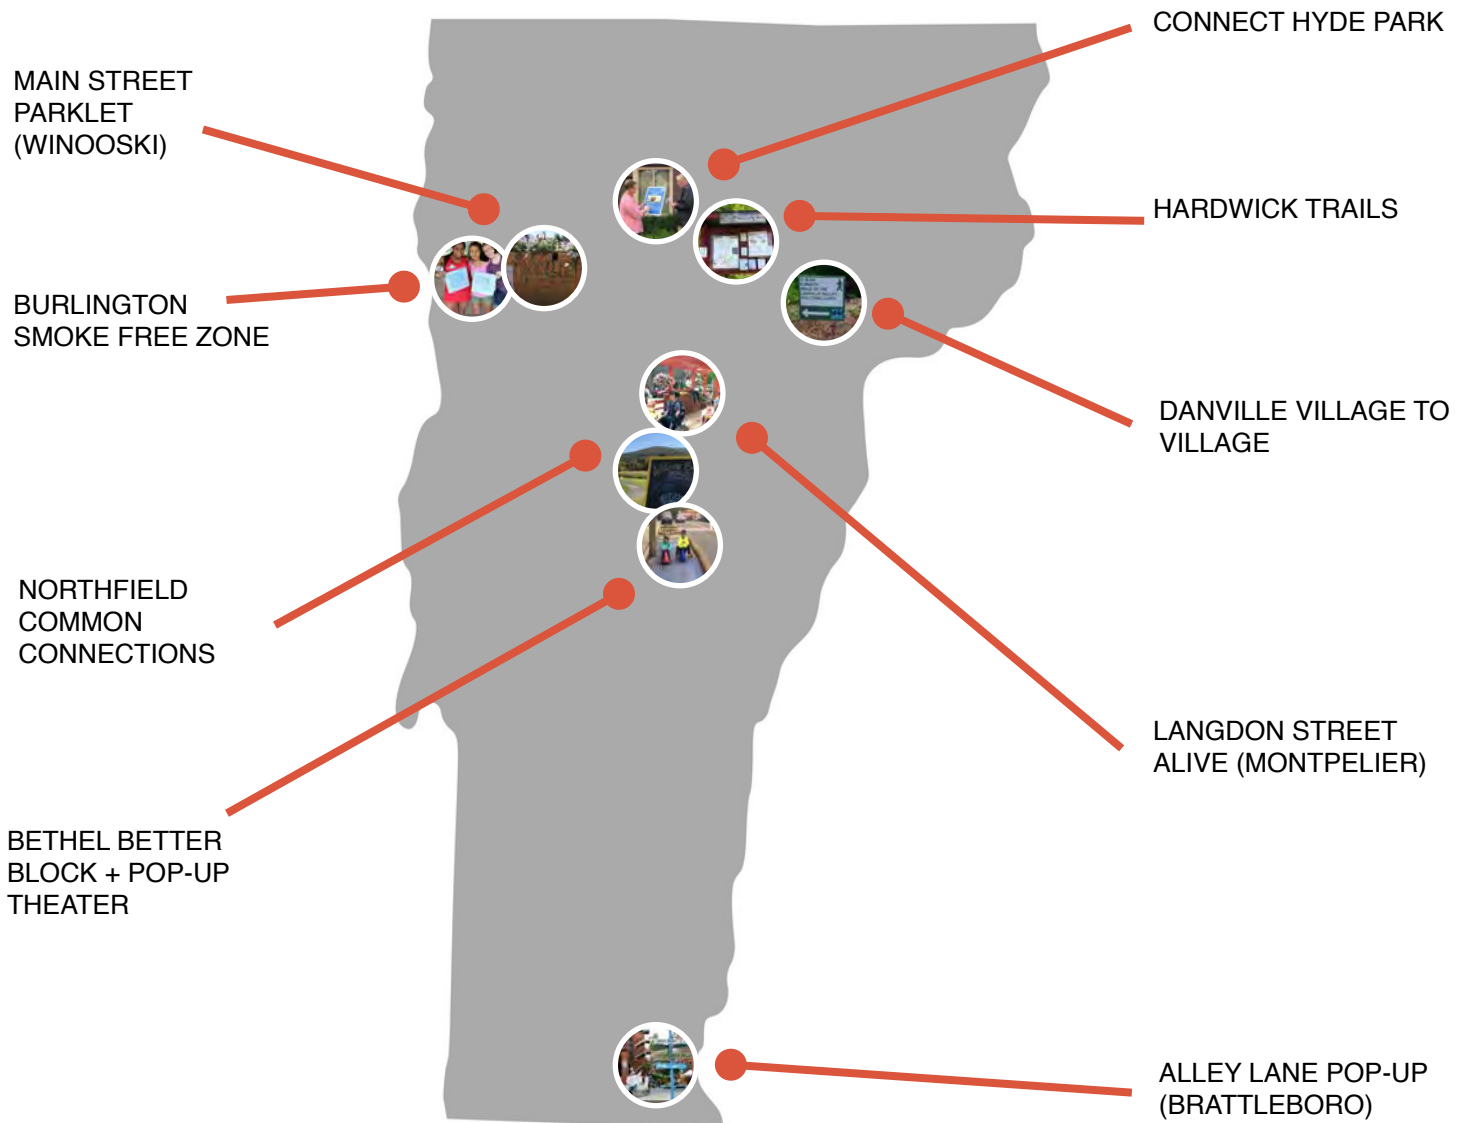 CONNECT HYDE PARK
MAIN STREET
PARKLET
(WINOOSKI)
HARDWICK TRAILS
BURLINGTON
SMOKE FREE ZONE
DANVILLE VILLAGE TO
VILLAGE
NORTHFIELD
COMMON
CONNECTIONS
LANGDON STREET
ALIVE (MONTPELIER)
BETHEL BETTER
BLOCK + POP-UP
THEATER
ALLEY LANE POP-UP
(BRATTLEBORO)